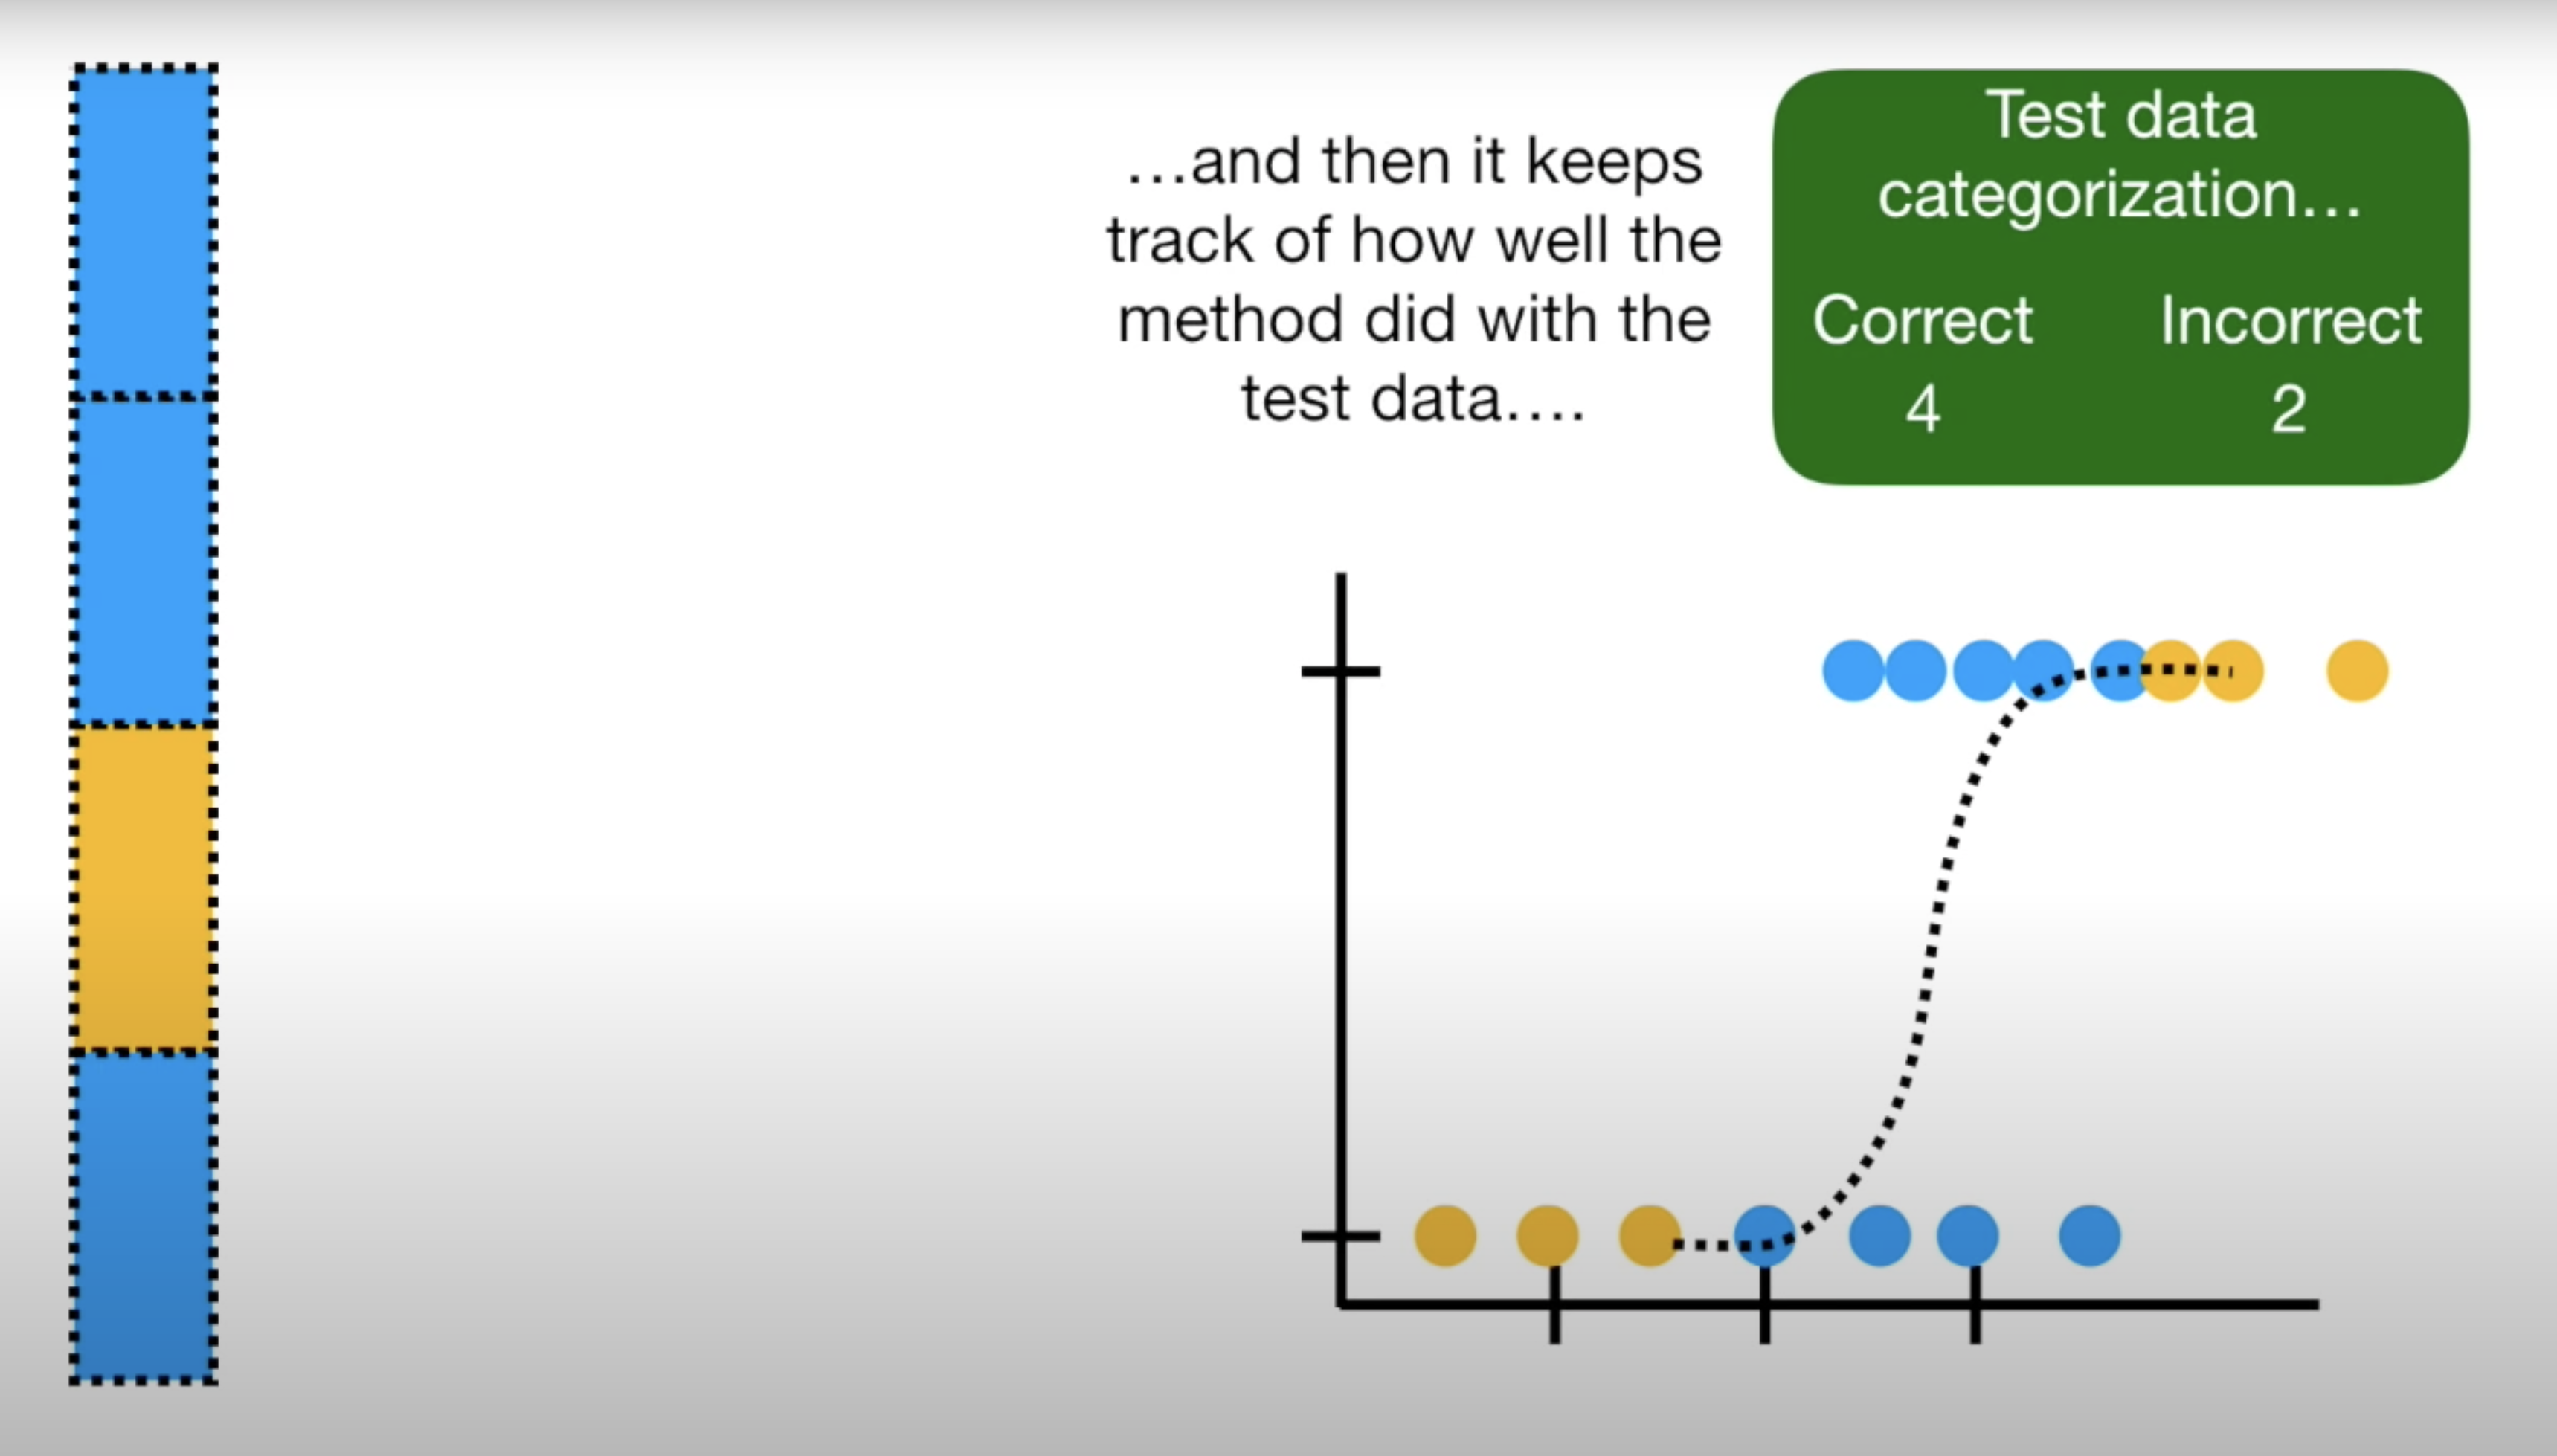 …and then it keeps
track of how well the
method did with the
test data….
Test data
categorization…
Correct Incorrect
4 2